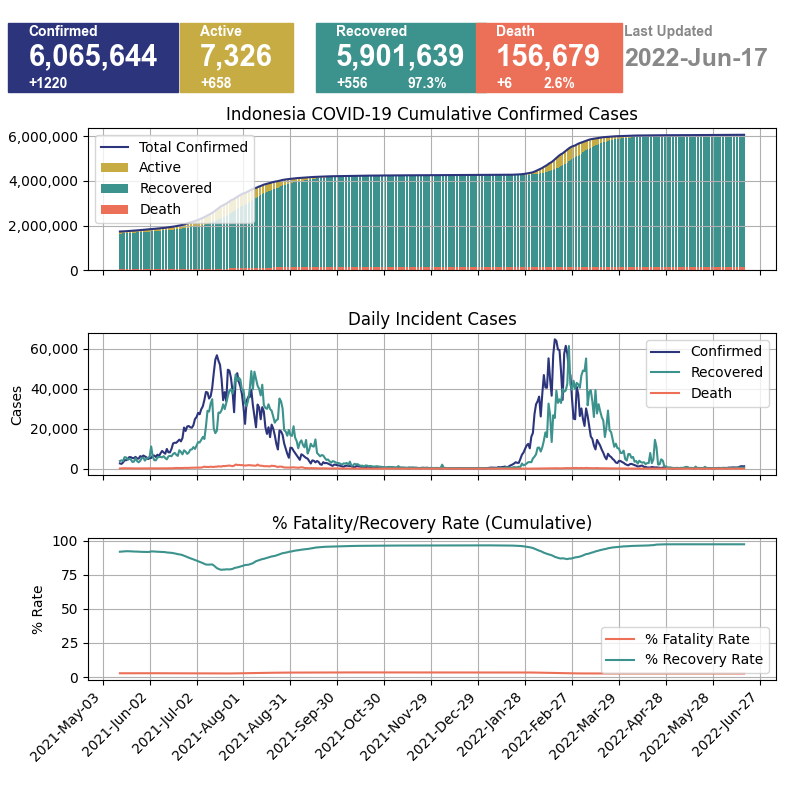 Confirmed
6,065,644
+1220
Active
7,326
+658
Recovered
5,901,639
+556 97.3%
Death
156,679
+6 2.6%
Last Updated
2022-Jun-17
Indonesia COVID-19 Cumulative Confirmed Cases
6,000,000
4,000,000
2,000,000
0
Total Confirmed
Active
Recovered
Death
Daily Incident Cases
Cases
60,000
40,000
20,000
0
Confirmed
Recovered
Death
% Fatality/Recovery Rate (Cumulative)
% Rate
100
75
50
25
0
% Fatality Rate
% Recovery Rate
2021-May-03
2021-Jun-02
2021-Jul-02
2021-Aug-01
2021-Aug-31
2021-Sep-30
2021-Oct-30
2021-Nov-29
2021-Dec-29
2022-Jan-28
2022-Feb-27
2022-Mar-29
2022-Apr-28
2022-May-28
2022-Jun-27